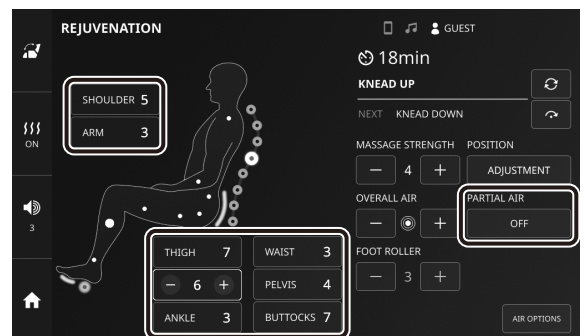 REJUVENATION
GUEST
18min
KNEAD UP
NEXT KNEAD DOWN
ON
3
SHOULDER 5
ARM 3
MASSAGE STRENGTH
− 4 +
POSITION
ADJUSTMENT
OVERALL AIR
− +
PARTIAL AIR
OFF
FOOT ROLLER
− 3 +
THIGH 7
− 6 +
ANKLE 3
WAIST 3
PELVIS 4
BUTTOCKS 7
AIR OPTIONS